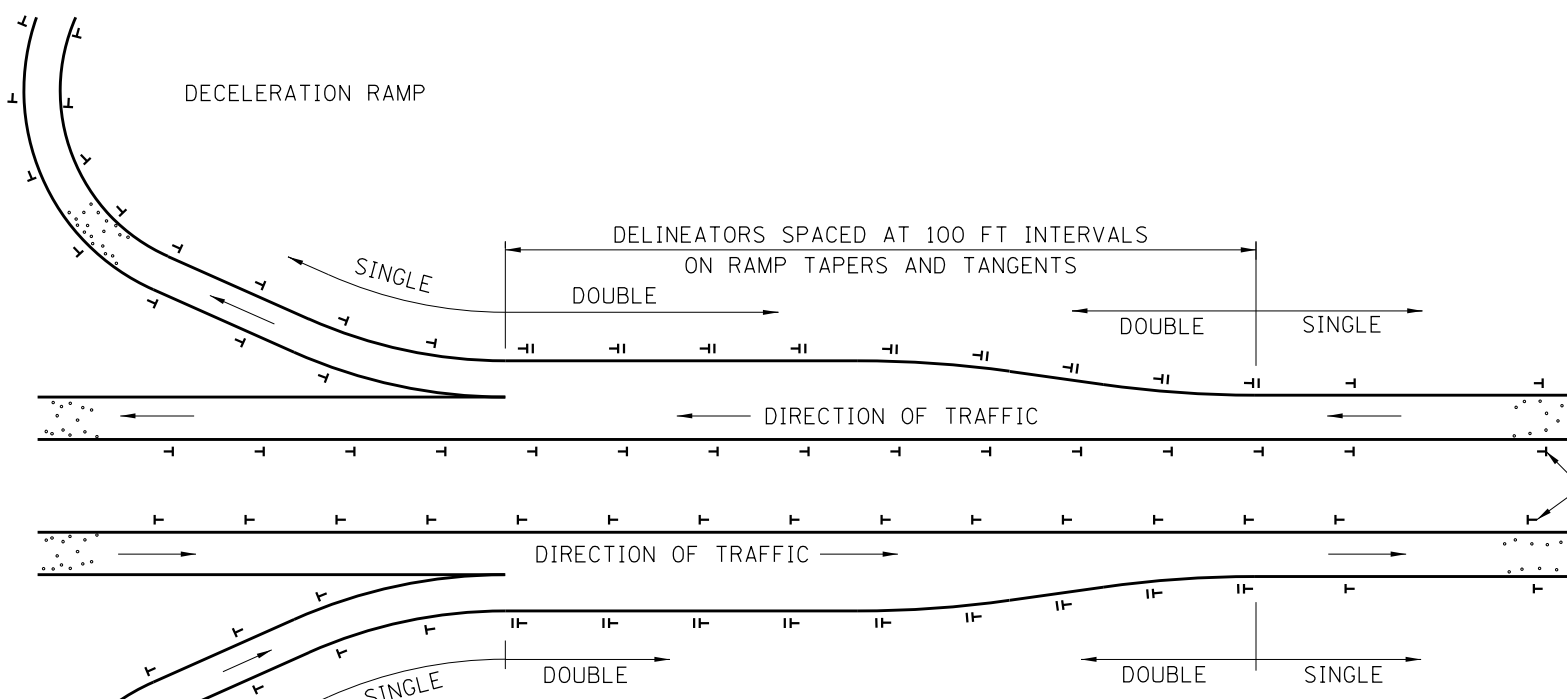 DECELERATION RAMP
DELINEATORS SPACED AT 100 FT INTERVALS
ON RAMP TAPERS AND TANGENTS
SINGLE
DOUBLE
DOUBLE
SINGLE
DIRECTION OF TRAFFIC
DIRECTION OF TRAFFIC
SINGLE
DOUBLE
DOUBLE
SINGLE